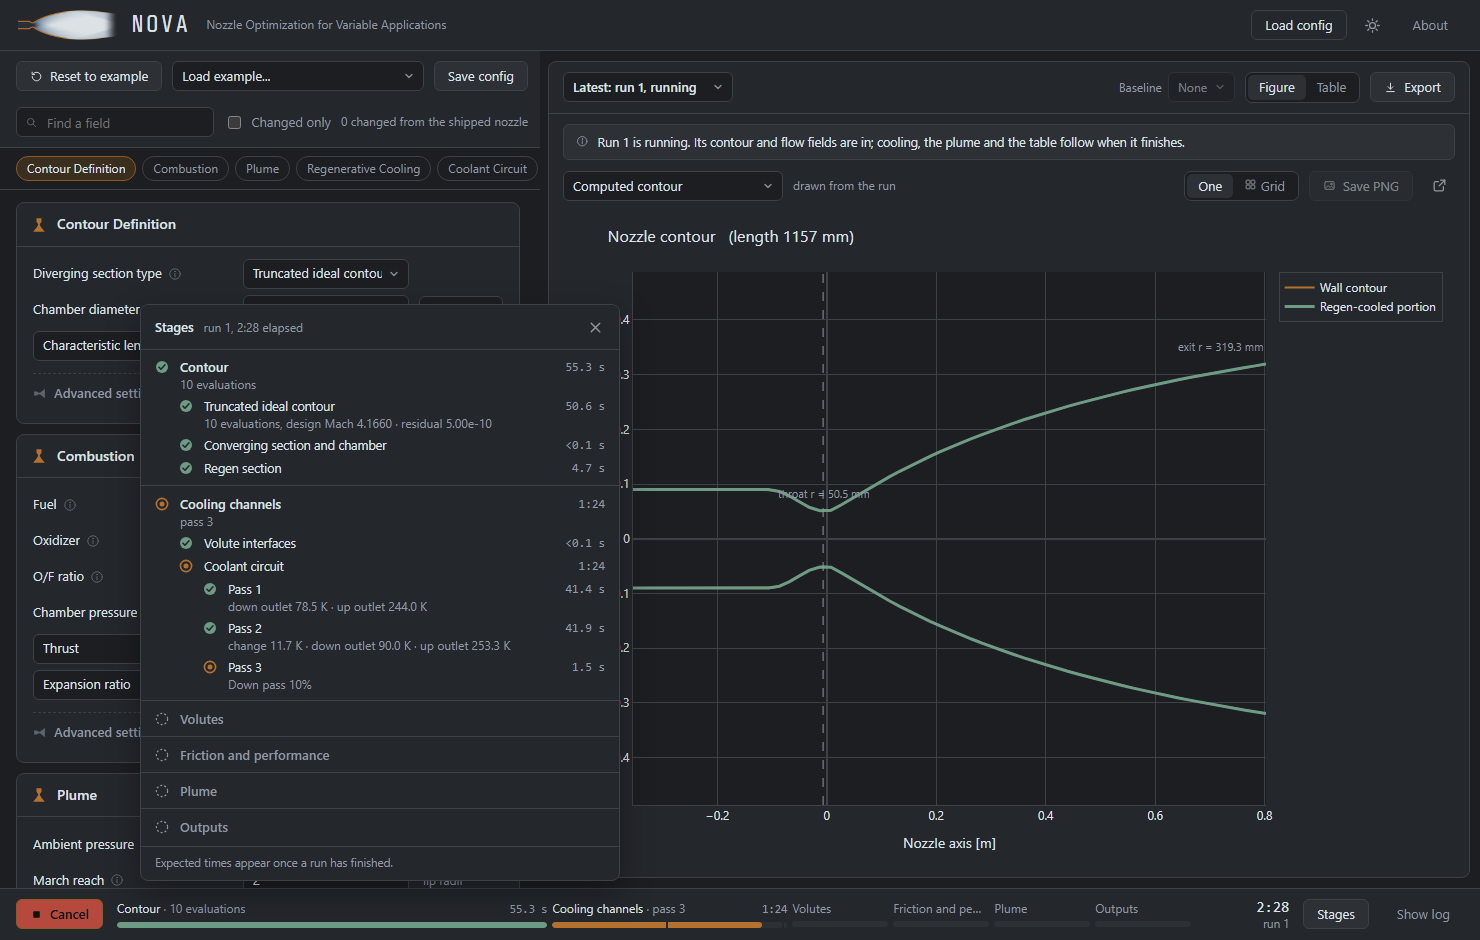 NOVA
Nozzle Optimization for Variable Applications
Load config
About
Reset to example
Load example...
Save config
Find a field
Changed only
0 changed from the shipped nozzle
Contour Definition
Combustion
Plume
Regenerative Cooling
Coolant Circuit
Contour Definition
Diverging section type
Truncated ideal contou
Chamber diameter
Characteristic len
Advanced setti
Combustion
Fuel
Oxidizer
O/F ratio
Chamber pressure
Thrust
Expansion ratio
Advanced setti
Plume
Ambient pressure
March reach
Stages
run 1, 2:28 elapsed
Contour
55.3 s
10 evaluations
Truncated ideal contour
50.6 s
10 evaluations, design Mach 4.1660 · residual 5.00e-10
Converging section and chamber
<0.1 s
Regen section
4.7 s
Cooling channels
1:24
pass 3
Volute interfaces
<0.1 s
Coolant circuit
1:24
Pass 1
41.4 s
down outlet 78.5 K · up outlet 244.0 K
Pass 2
41.9 s
change 11.7 K · down outlet 90.0 K · up outlet 253.3 K
Pass 3
1.5 s
Down pass 10%
Volutes
Friction and performance
Plume
Outputs
Expected times appear once a run has finished.
Latest: run 1, running
Baseline
None
Figure
Table
Export
Run 1 is running. Its contour and flow fields are in; cooling, the plume and the table follow when it finishes.
Computed contour
drawn from the run
One
Grid
Save PNG
Nozzle contour (length 1157 mm)
Wall contour
Regen-cooled portion
exit r = 319.3 mm
throat r = 50.5 mm
.4
.3
.2
.1
0
.1
.2
.3
.4
−0.2
0
0.2
0.4
0.6
0.8
Nozzle axis [m]
Cancel
Contour · 10 evaluations
55.3 s
Cooling channels · pass 3
1:24
Volutes
Friction and pe...
Plume
Outputs
2:28
run 1
Stages
Show log